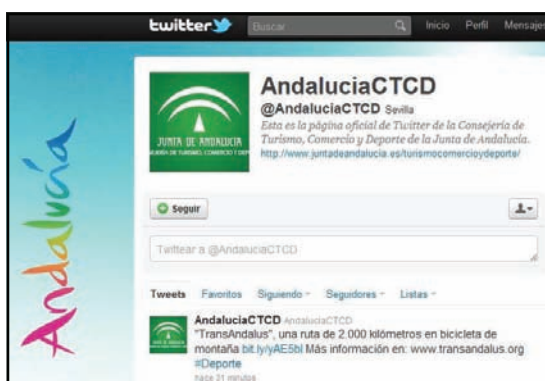 twitter
Buscar
Inicio Perfil Mensajes
Andalucía
JUNTA DE ANDALUCIA
AndaluciaCTCD
@AndaluciaCTCD Sevilla
Esta es la página oficial de Twitter de la Consejería de
Turismo, Comercio y Deporte de la Junta de Andalucía.
http://www.juntadeandalucia.es/turismocomercioydeporte/
Seguir
Twittear a @AndaluciaCTCD
Tweets Favoritos Siguiendo Seguidores Listas
AndaluciaCTCD AndaluciaCTCD
"TransAndalus", una ruta de 2.000 kilómetros en bicicleta de
montaña bit.ly/yAE5bl Más información en: www.transandalus.org
#Deporte
hace 21 minutos